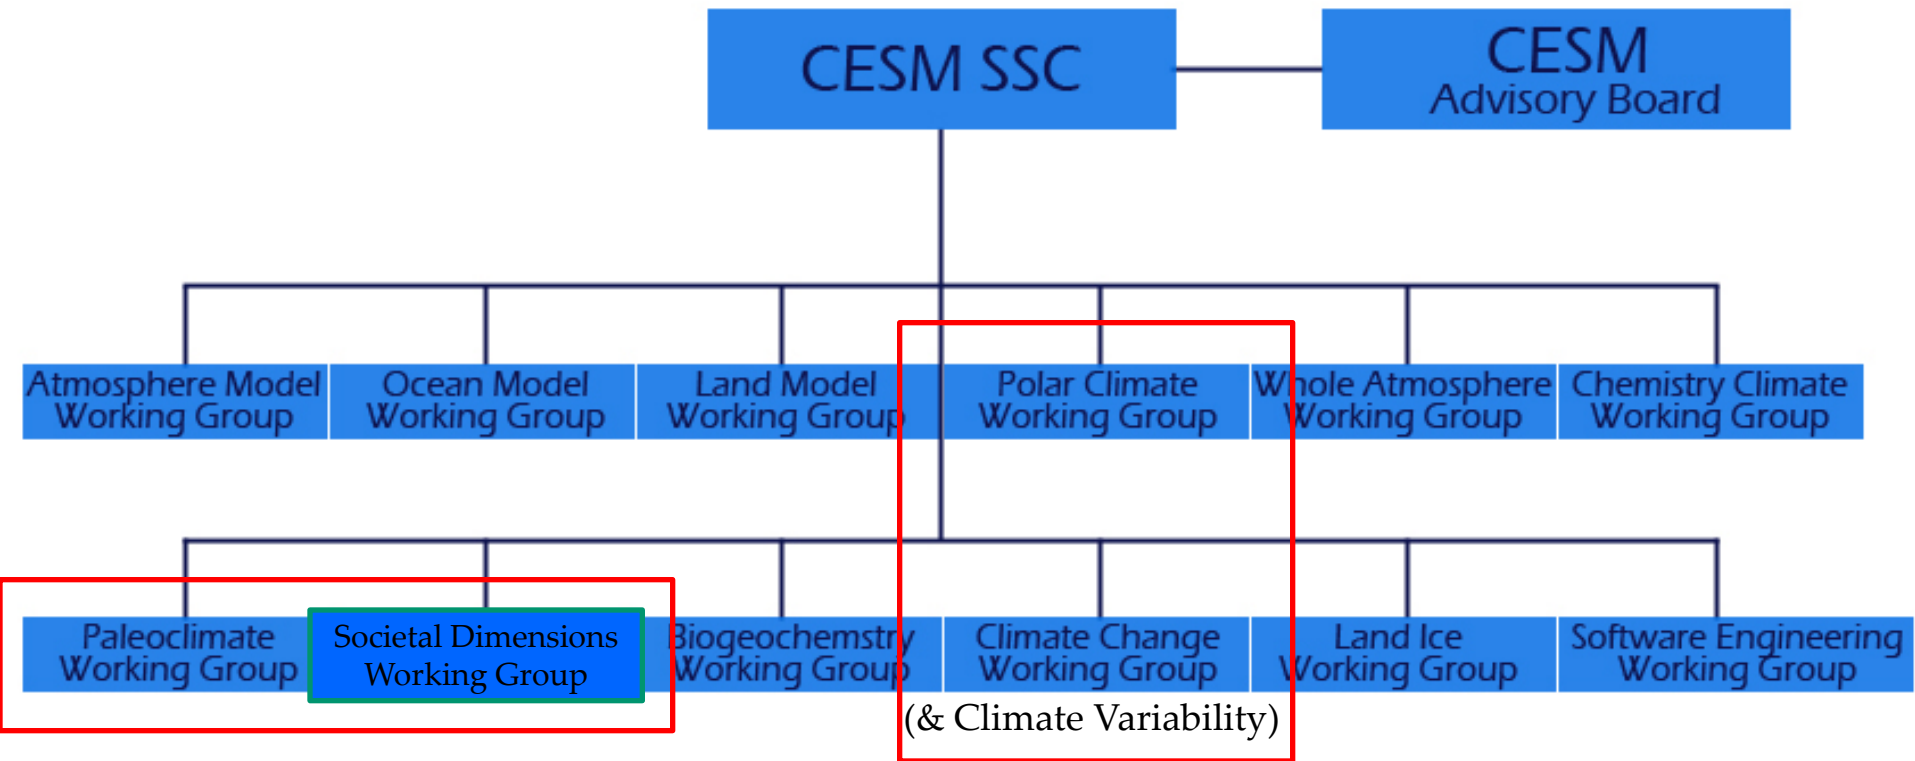 CESM SSC
CESM
Advisory Board
Atmosphere Model
Working Group
Ocean Model
Working Group
Land Model
Working Group
Polar Climate
Working Group
Whole Atmosphere
Working Group
Chemistry Climate
Working Group
Paleoclimate
Working Group
Societal Dimensions
Working Group
Biogeochemstry
Working Group
Climate Change
Working Group
(& Climate Variability)
Land Ice
Working Group
Software Engineering
Working Group